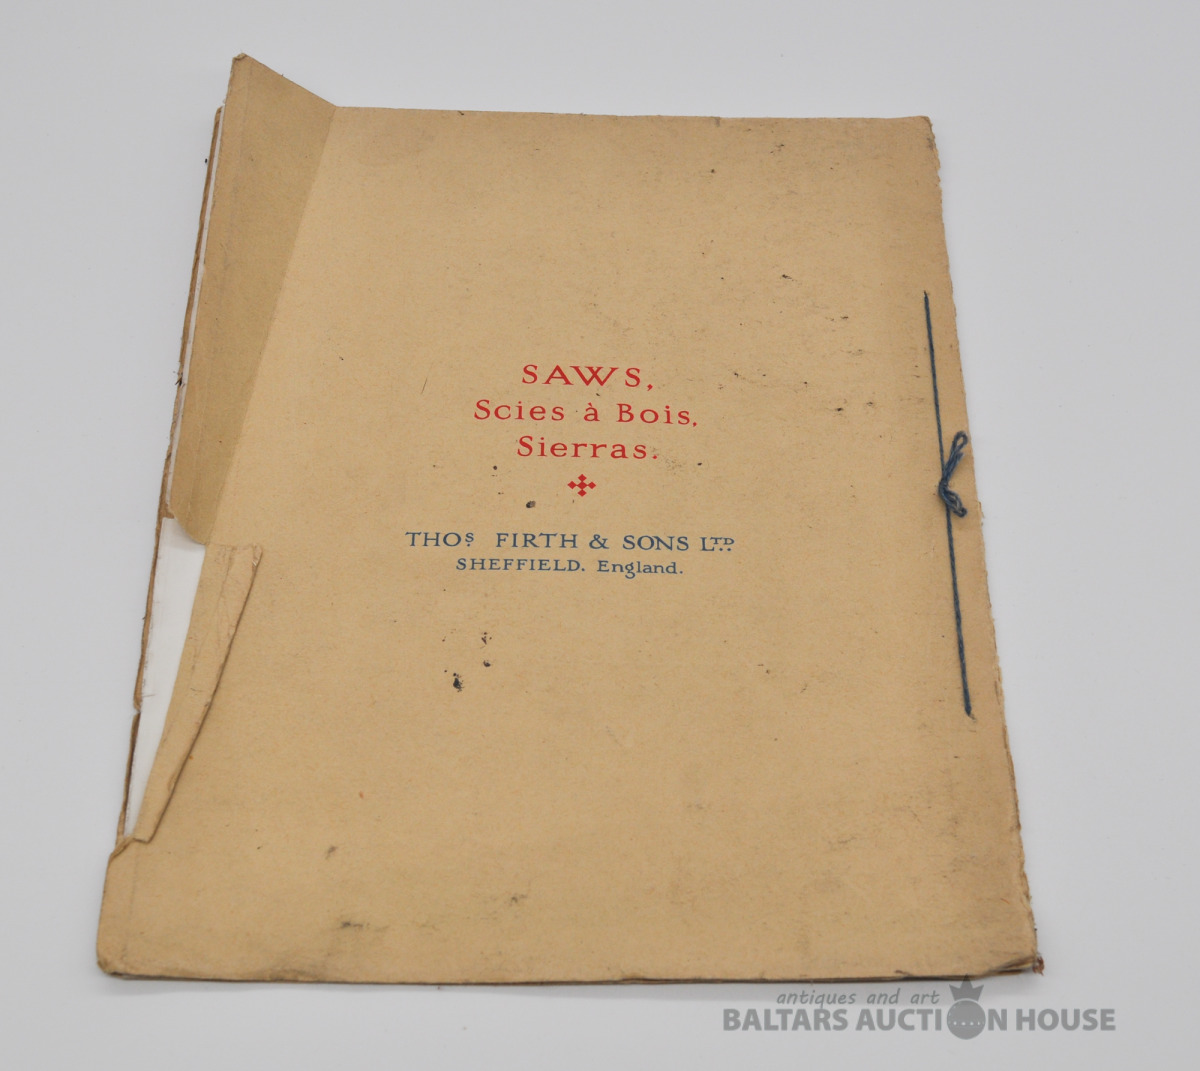 SAWS,
Scies à Bois,
Sierras.
THOS. FIRTH & SONS LTD.
SHEFFIELD. England.
antiques and art
BALTARS AUCTION HOUSE